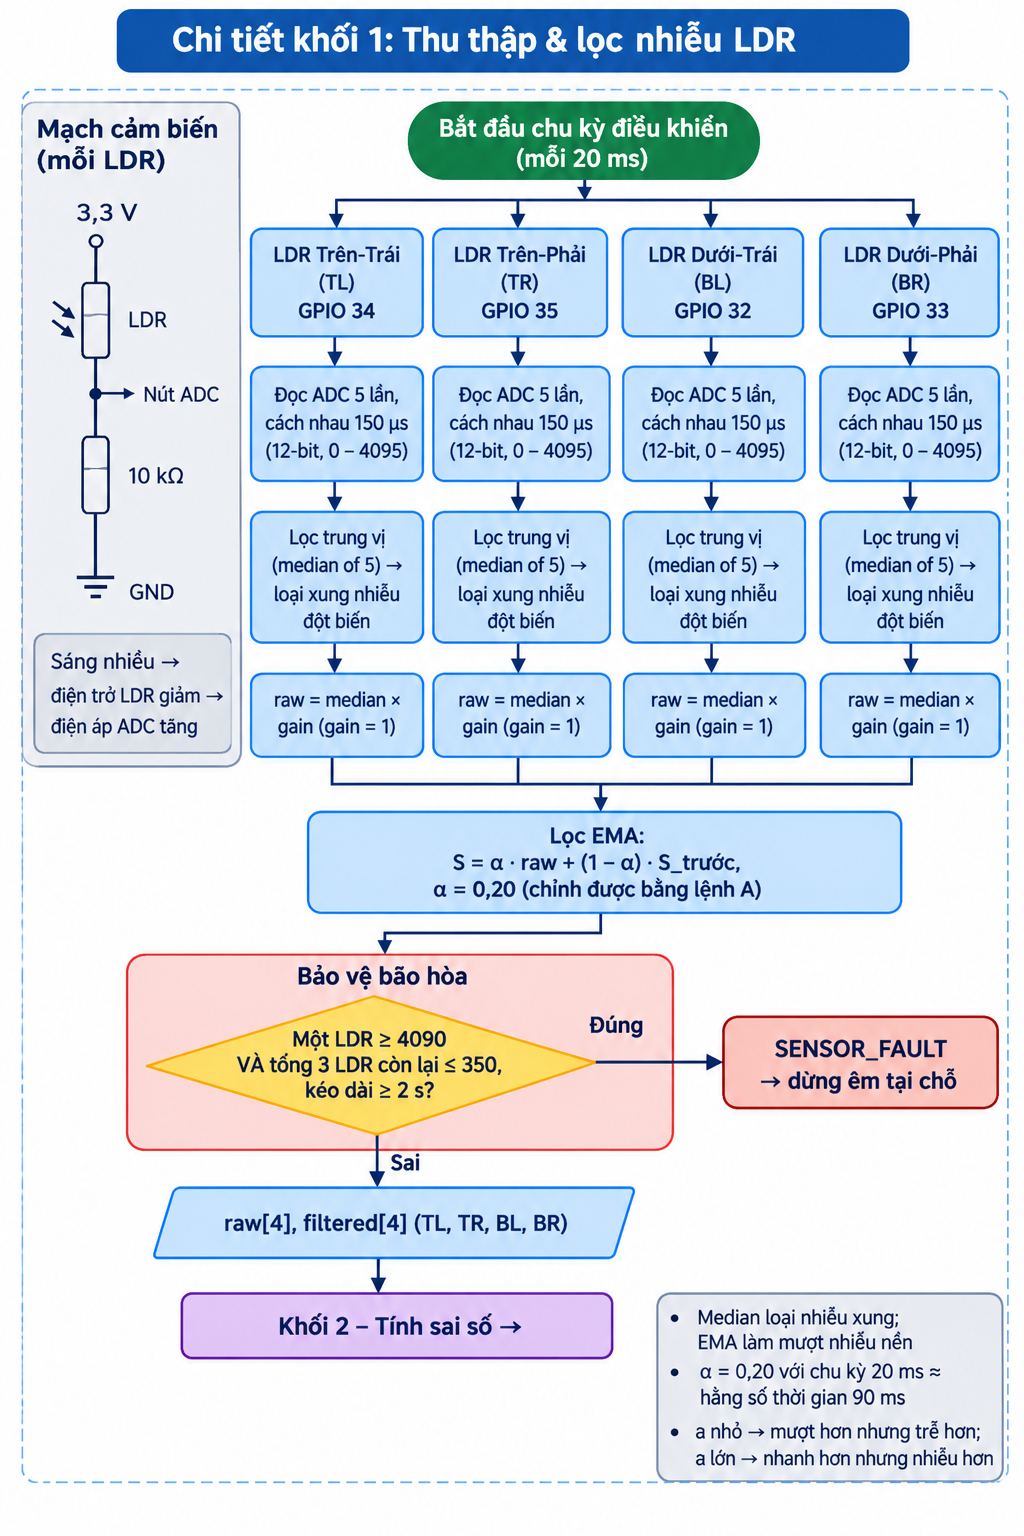 Chi tiết khối 1: Thu thập & lọc nhiễu LDR
Mạch cảm biến
(mỗi LDR)
3,3 V
LDR
Nút ADC
10 kΩ
GND
Sáng nhiều →
điện trở LDR giảm →
điện áp ADC tăng
Bắt đầu chu kỳ điều khiển
(mỗi 20 ms)
LDR Trên-Trái
(TL)
GPIO 34
LDR Trên-Phải
(TR)
GPIO 35
LDR Dưới-Trái
(BL)
GPIO 32
LDR Dưới-Phải
(BR)
GPIO 33
Đọc ADC 5 lần,
cách nhau 150 µs
(12-bit, 0 – 4095)
Đọc ADC 5 lần,
cách nhau 150 µs
(12-bit, 0 – 4095)
Đọc ADC 5 lần,
cách nhau 150 µs
(12-bit, 0 – 4095)
Đọc ADC 5 lần,
cách nhau 150 µs
(12-bit, 0 – 4095)
Lọc trung vị
(median of 5) →
loại xung nhiễu
đột biến
Lọc trung vị
(median of 5) →
loại xung nhiễu
đột biến
Lọc trung vị
(median of 5) →
loại xung nhiễu
đột biến
Lọc trung vị
(median of 5) →
loại xung nhiễu
đột biến
raw = median ×
gain (gain = 1)
raw = median ×
gain (gain = 1)
raw = median ×
gain (gain = 1)
raw = median ×
gain (gain = 1)
Lọc EMA:
S = α · raw + (1 – α) · S_trước,
α = 0,20 (chỉnh được bằng lệnh A)
Bảo vệ bão hòa
Một LDR ≥ 4090
VÀ tổng 3 LDR còn lại ≤ 350,
kéo dài ≥ 2 s?
Đúng
SENSOR_FAULT
→ dừng êm tại chỗ
Sai
raw[4], filtered[4] (TL, TR, BL, BR)
Khối 2 – Tính sai số →
• Median loại nhiễu xung;
EMA làm mượt nhiễu nền
• α = 0,20 với chu kỳ 20 ms ≈
hằng số thời gian 90 ms
• a nhỏ → mượt hơn nhưng trễ hơn;
a lớn → nhanh hơn nhưng nhiễu hơn